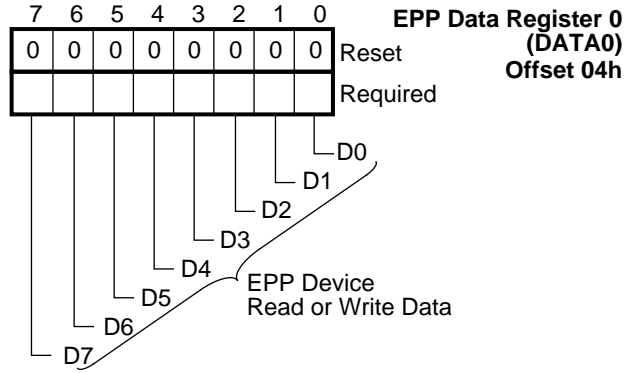 7 6 5 4 3 2 1 0
EPP Data Register 0
(DATA0)
Offset 04h
0 0 0 0 0 0 0 0 Reset
Required
D0
D1
D2
D3
D4
D5
D6
D7
EPP Device
Read or Write Data